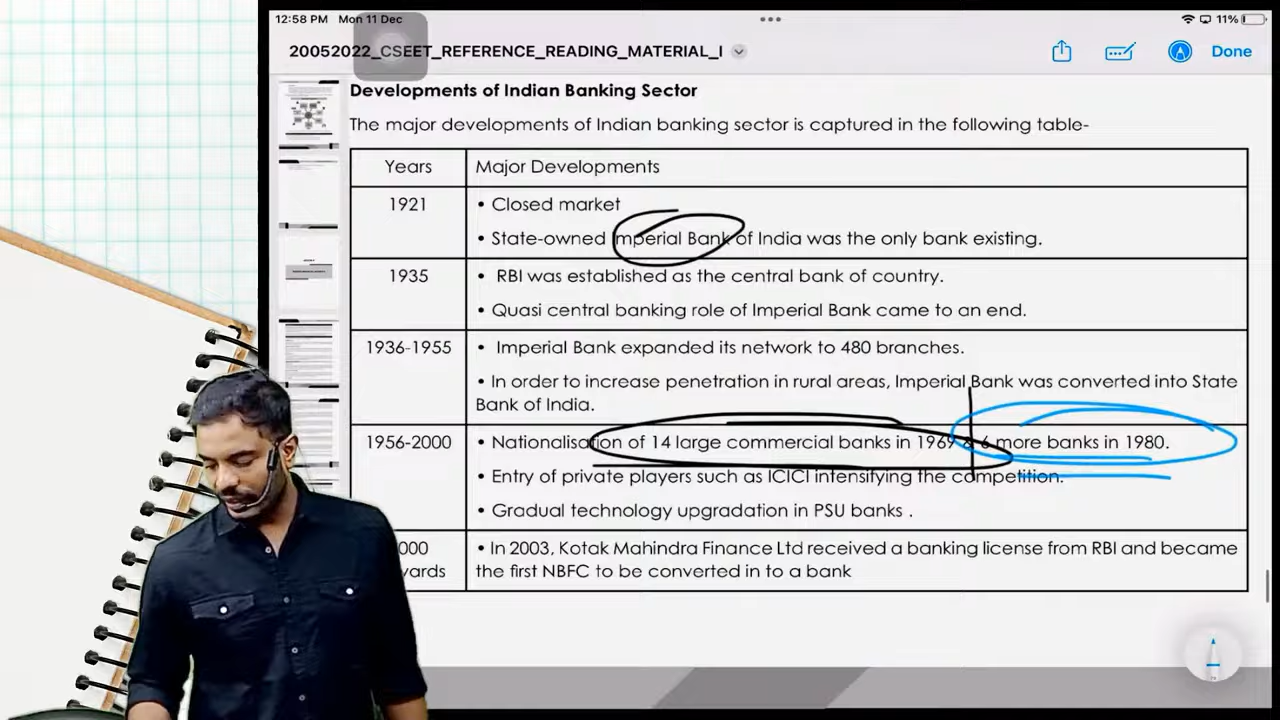 12:58 PM Mon 11 Dec
11%
20052022_CSEET_REFERENCE_READING_MATERIAL_I
Done
Developments of Indian Banking Sector
The major developments of Indian banking sector is captured in the following table-
Years Major Developments
1921 • Closed market
• State-owned Imperial Bank of India was the only bank existing.
1935 • RBI was established as the central bank of country.
• Quasi central banking role of Imperial Bank came to an end.
1936-1955 • Imperial Bank expanded its network to 480 branches.
• In order to increase penetration in rural areas, Imperial Bank was converted into State
Bank of India.
1956-2000 • Nationalisation of 14 large commercial banks in 1969 & 6 more banks in 1980.
• Entry of private players such as ICICI intensifying the competition.
• Gradual technology upgradation in PSU banks .
000 • In 2003, Kotak Mahindra Finance Ltd received a banking license from RBI and became
wards the first NBFC to be converted in to a bank